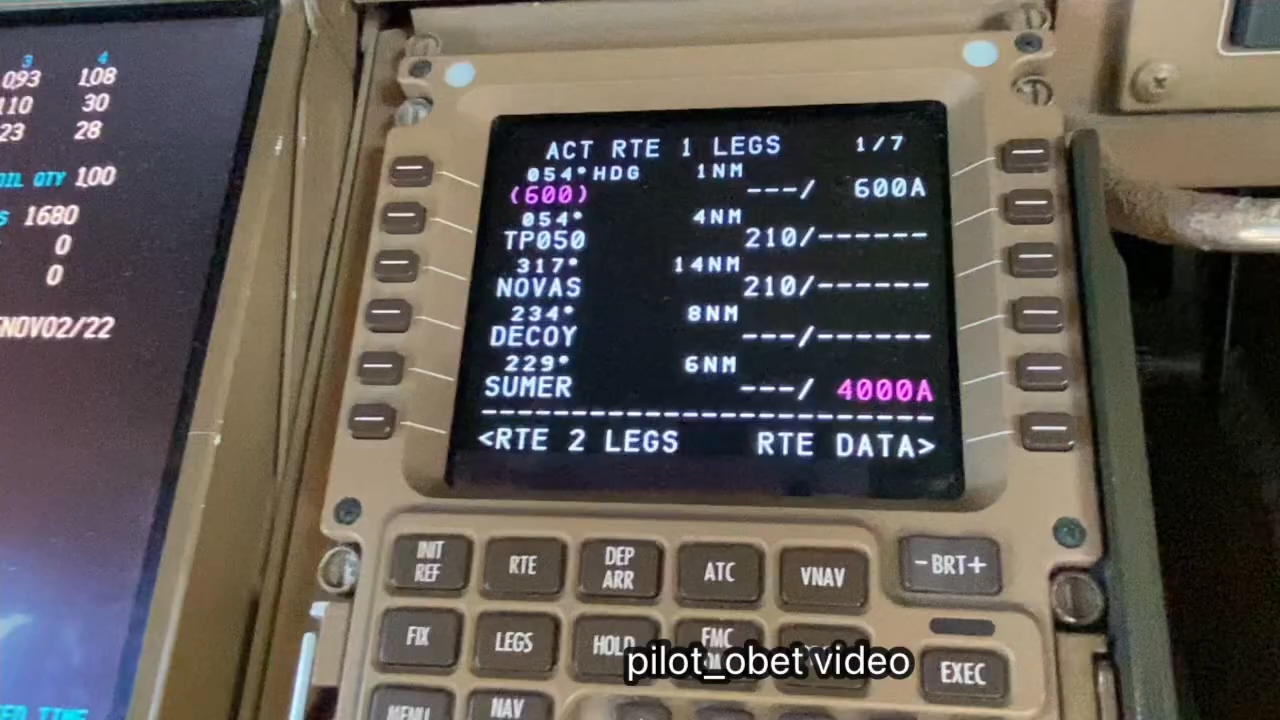 3 4
093 108
110 30
23 28
OIL QTY 100
S 1680
0
0
NOV02/22
ACT RTE 1 LEGS 1/7
054°HDG 1NM
(600) ---/ 600A
054° 4NM
TP050 210/------
317° 14NM
NOVAS 210/------
234° 8NM
DECOY ---/------
229° 6NM
SUMER ---/ 4000A
------------------------
<RTE 2 LEGS RTE DATA>
INIT REF RTE DEP ARR ATC VNAV -BRT+
FIX LEGS HOLD FMC EXEC
MENU NAV
pilot_obet video
TIME